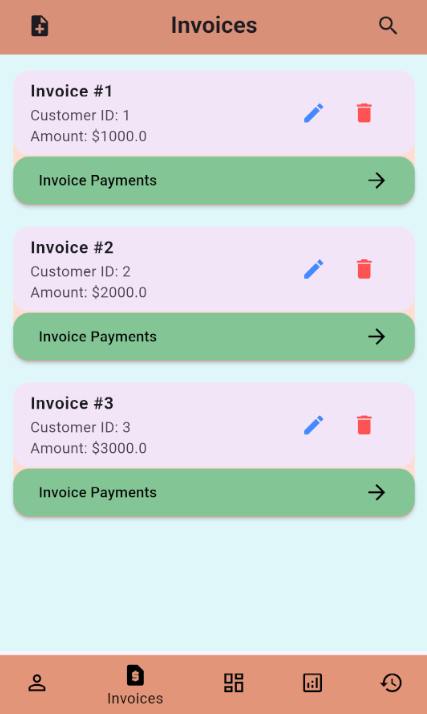 Invoices
Invoice #1
Customer ID: 1
Amount: $1000.0
Invoice Payments
Invoice #2
Customer ID: 2
Amount: $2000.0
Invoice Payments
Invoice #3
Customer ID: 3
Amount: $3000.0
Invoice Payments
Invoices